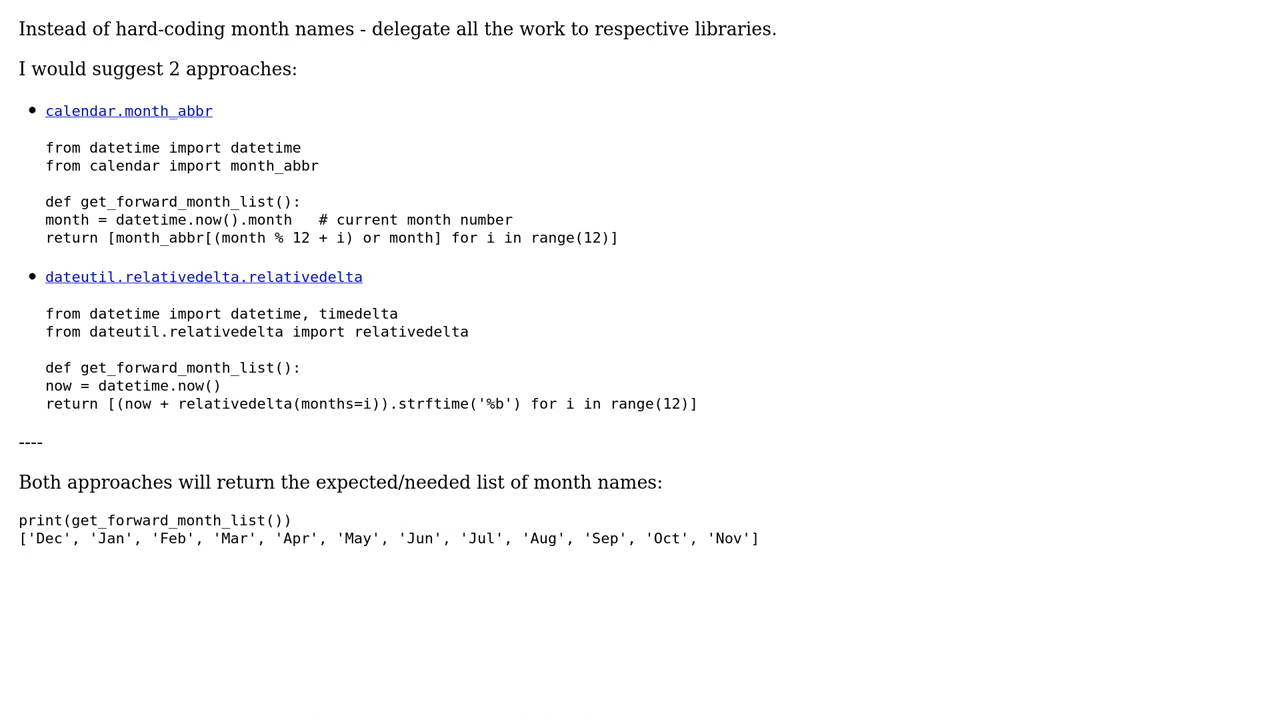 Instead of hard-coding month names - delegate all the work to respective libraries.
I would suggest 2 approaches:
calendar.month_abbr
from datetime import datetime
from calendar import month_abbr
def get_forward_month_list():
month = datetime.now().month   # current month number
return [month_abbr[(month % 12 + i) or month] for i in range(12)]
dateutil.relativedelta.relativedelta
from datetime import datetime, timedelta
from dateutil.relativedelta import relativedelta
def get_forward_month_list():
now = datetime.now()
return [(now + relativedelta(months=i)).strftime('%b') for i in range(12)]
----
Both approaches will return the expected/needed list of month names:
print(get_forward_month_list())
['Dec', 'Jan', 'Feb', 'Mar', 'Apr', 'May', 'Jun', 'Jul', 'Aug', 'Sep', 'Oct', 'Nov']